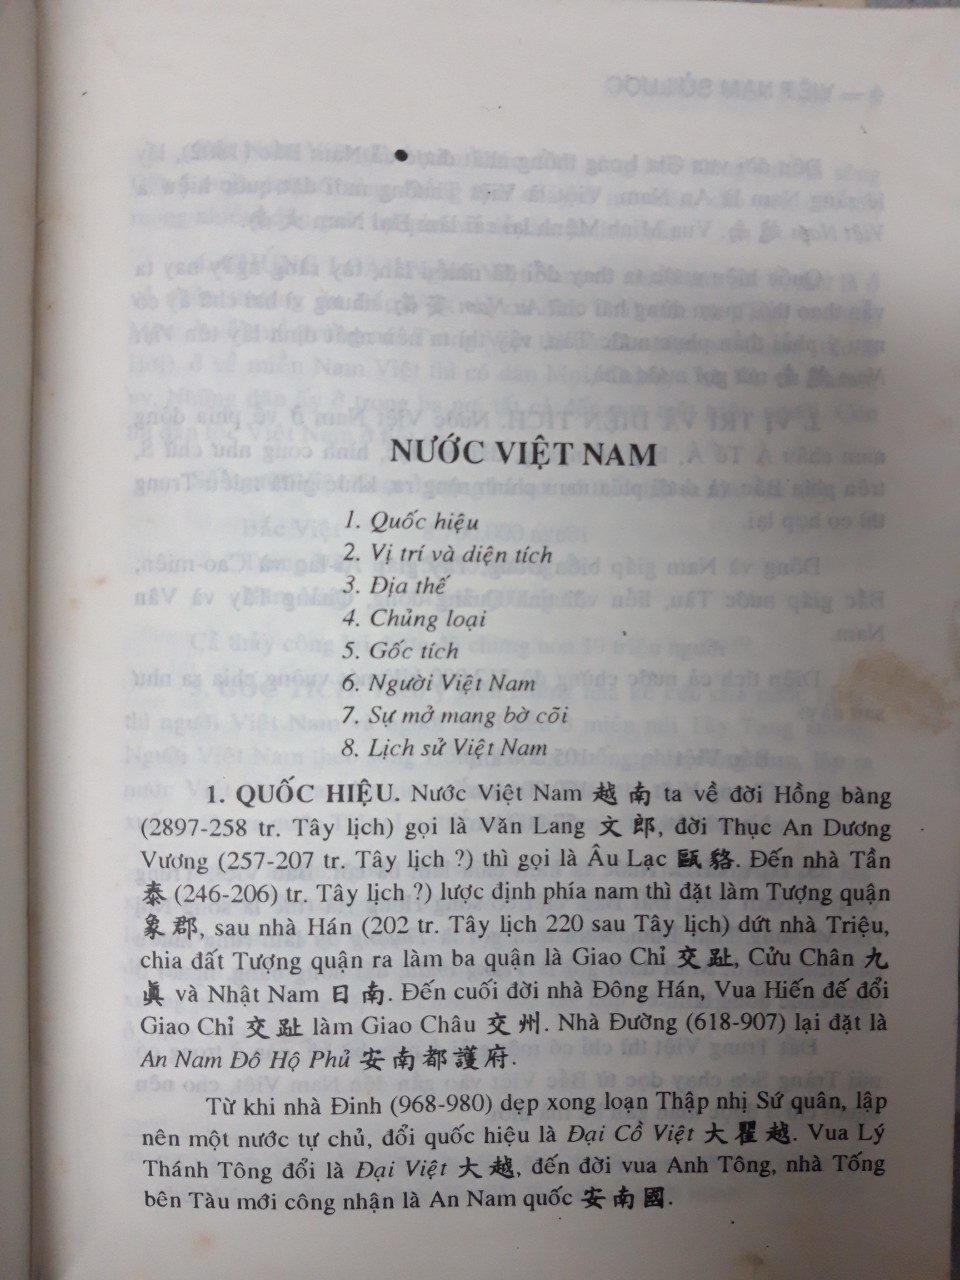 NƯỚC VIỆT NAM
1. Quốc hiệu
2. Vị trí và diện tích
3. Địa thế
4. Chủng loại
5. Gốc tích
6. Người Việt Nam
7. Sự mở mang bờ cõi
8. Lịch sử Việt Nam
1. QUỐC HIỆU. Nước Việt Nam 越南 ta về đời Hồng bàng
(2897-258 tr. Tây lịch) gọi là Văn Lang 文郎, đời Thục An Dương
Vương (257-207 tr. Tây lịch ?) thì gọi là Âu Lạc 甌貉. Đến nhà Tần
泰 (246-206) tr. Tây lịch ?) lược định phía nam thì đặt làm Tượng quận
象郡, sau nhà Hán (202 tr. Tây lịch 220 sau Tây lịch) dứt nhà Triệu,
chia đất Tượng quận ra làm ba quận là Giao Chỉ 交趾, Cửu Chân 九
眞 và Nhật Nam 日南. Đến cuối đời nhà Đông Hán, Vua Hiến đế đổi
Giao Chỉ 交趾 làm Giao Châu 交州. Nhà Đường (618-907) lại đặt là
An Nam Đô Hộ Phủ 安南都護府.
Từ khi nhà Đinh (968-980) dẹp xong loạn Thập nhị Sứ quân, lập
nên một nước tự chủ, đổi quốc hiệu là Đại Cồ Việt 大瞿越. Vua Lý
Thánh Tông đổi là Đại Việt 大越, đến đời vua Anh Tông, nhà Tống
bên Tàu mới công nhận là An Nam quốc 安南國.